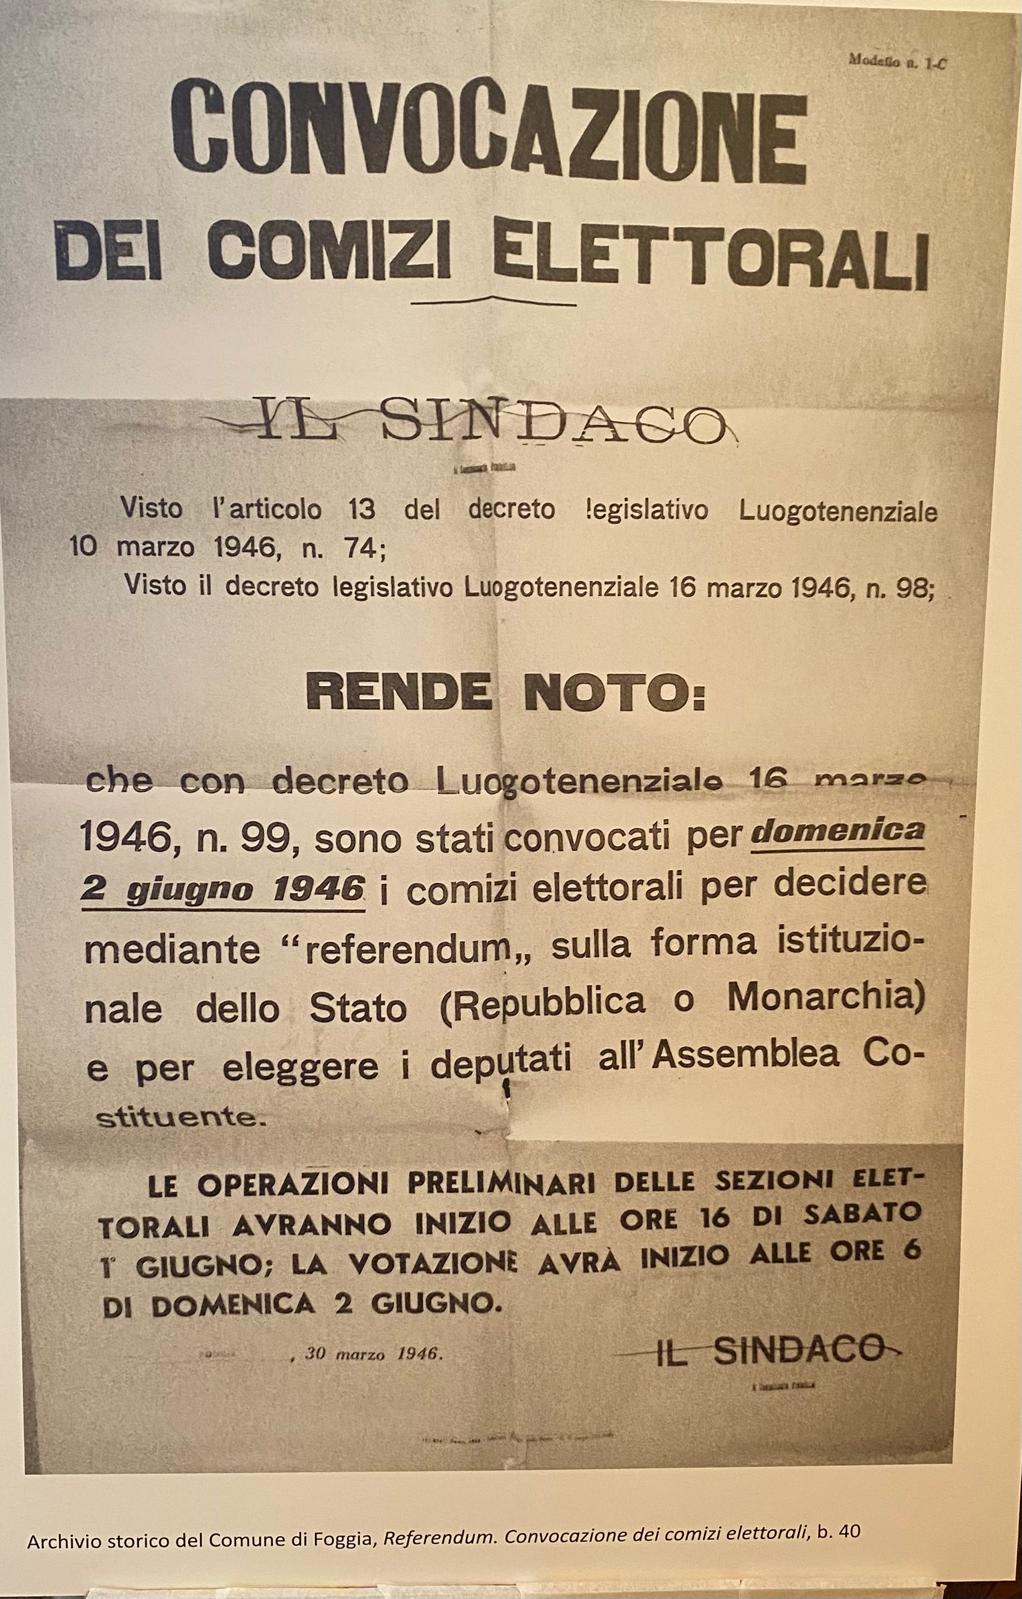 Modello n. 1-C
CONVOCAZIONE
DEI COMIZI ELETTORALI
IL SINDACO
Visto l'articolo 13 del decreto legislativo Luogotenenziale
10 marzo 1946, n. 74;
Visto il decreto legislativo Luogotenenziale 16 marzo 1946, n. 98;
RENDE NOTO:
che con decreto Luogotenenziale 16 marzo
1946, n. 99, sono stati convocati per domenica
2 giugno 1946 i comizi elettorali per decidere
mediante “referendum„ sulla forma istituzio-
nale dello Stato (Repubblica o Monarchia)
e per eleggere i deputati all'Assemblea Co-
stituente.
LE OPERAZIONI PRELIMINARI DELLE SEZIONI ELET-
TORALI AVRANNO INIZIO ALLE ORE 16 DI SABATO
1° GIUGNO; LA VOTAZIONE AVRÀ INIZIO ALLE ORE 6
DI DOMENICA 2 GIUGNO.
, 30 marzo 1946.
IL SINDACO
Archivio storico del Comune di Foggia, Referendum. Convocazione dei comizi elettorali, b. 40